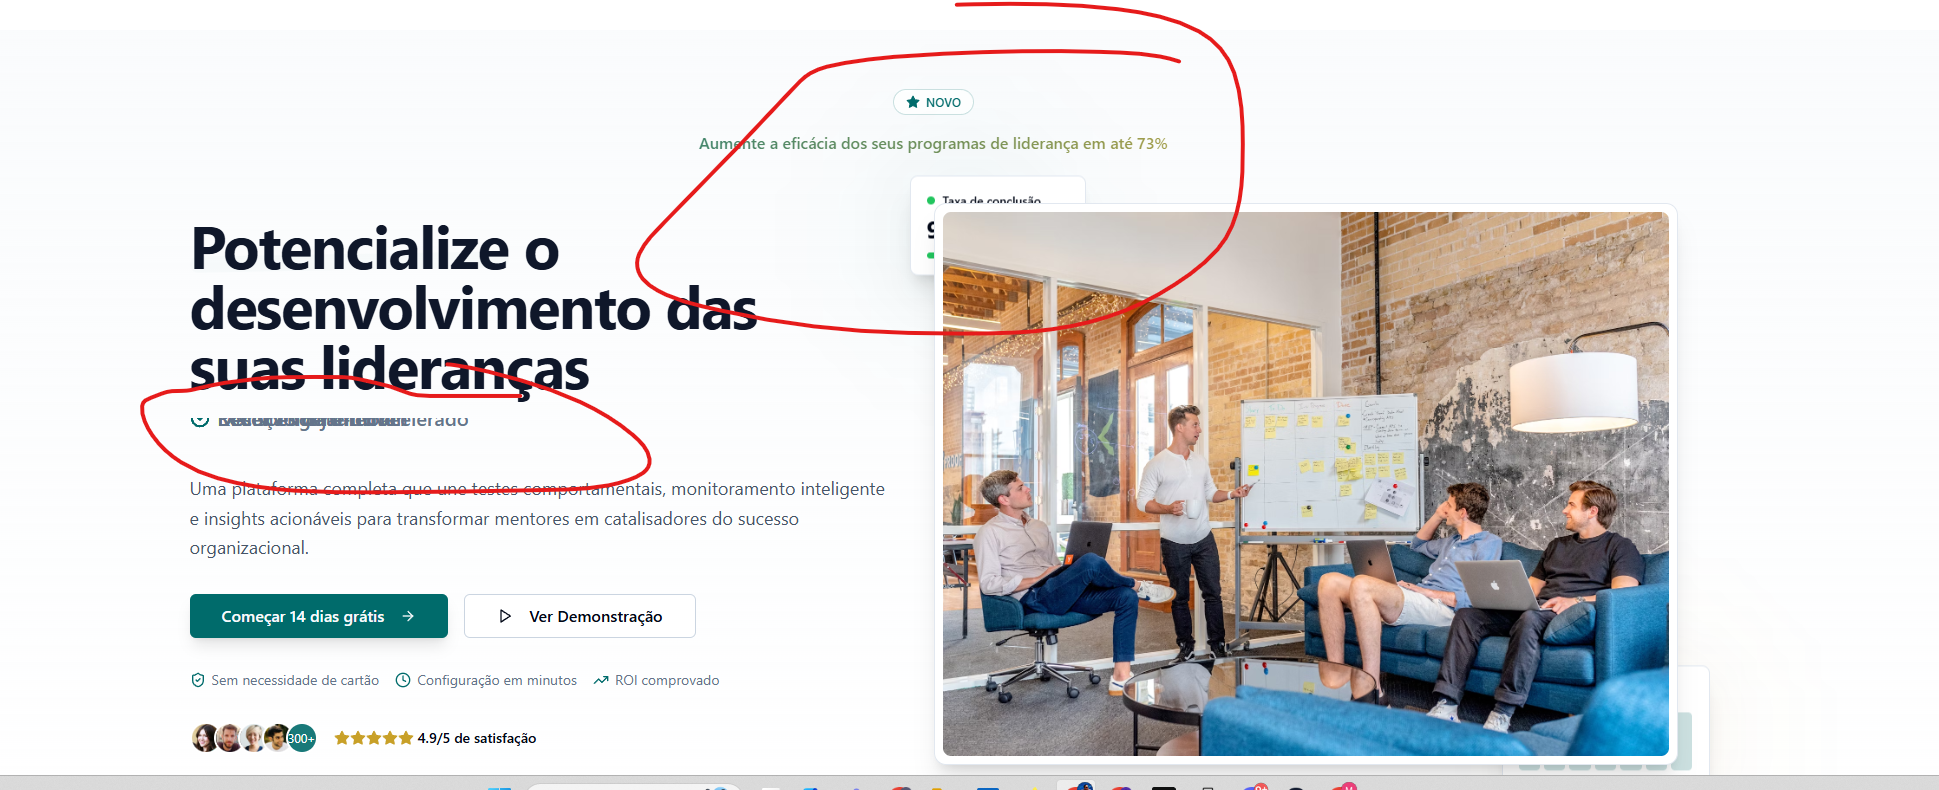 NOVO
Aumente a eficácia dos seus programas de liderança em até 73%
Taxa de conclusão
Potencialize o
desenvolvimento das
suas lideranças
Uma plataforma completa que une testes comportamentais, monitoramento inteligente
e insights acionáveis para transformar mentores em catalisadores do sucesso
organizacional.
Começar 14 dias grátis
Ver Demonstração
Sem necessidade de cartão
Configuração em minutos
ROI comprovado
300+
4.9/5 de satisfação